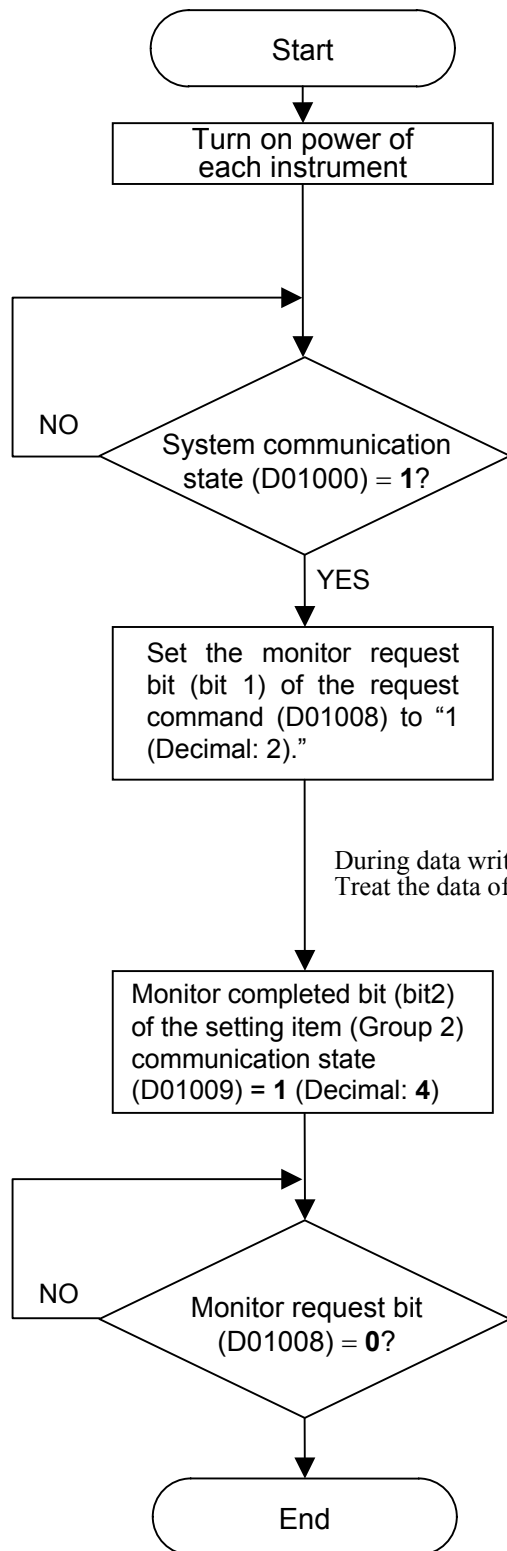 Start
Turn on power of
each instrument
NO
System communication
state (D01000) = 1?
YES
Set the monitor request
bit (bit 1) of the request
command (D01008) to “1
(Decimal: 2).”
During data writ
Treat the data of
Monitor completed bit (bit2)
of the setting item (Group 2)
communication state
(D01009) = 1 (Decimal: 4)
NO
Monitor request bit
(D01008) = 0?
End